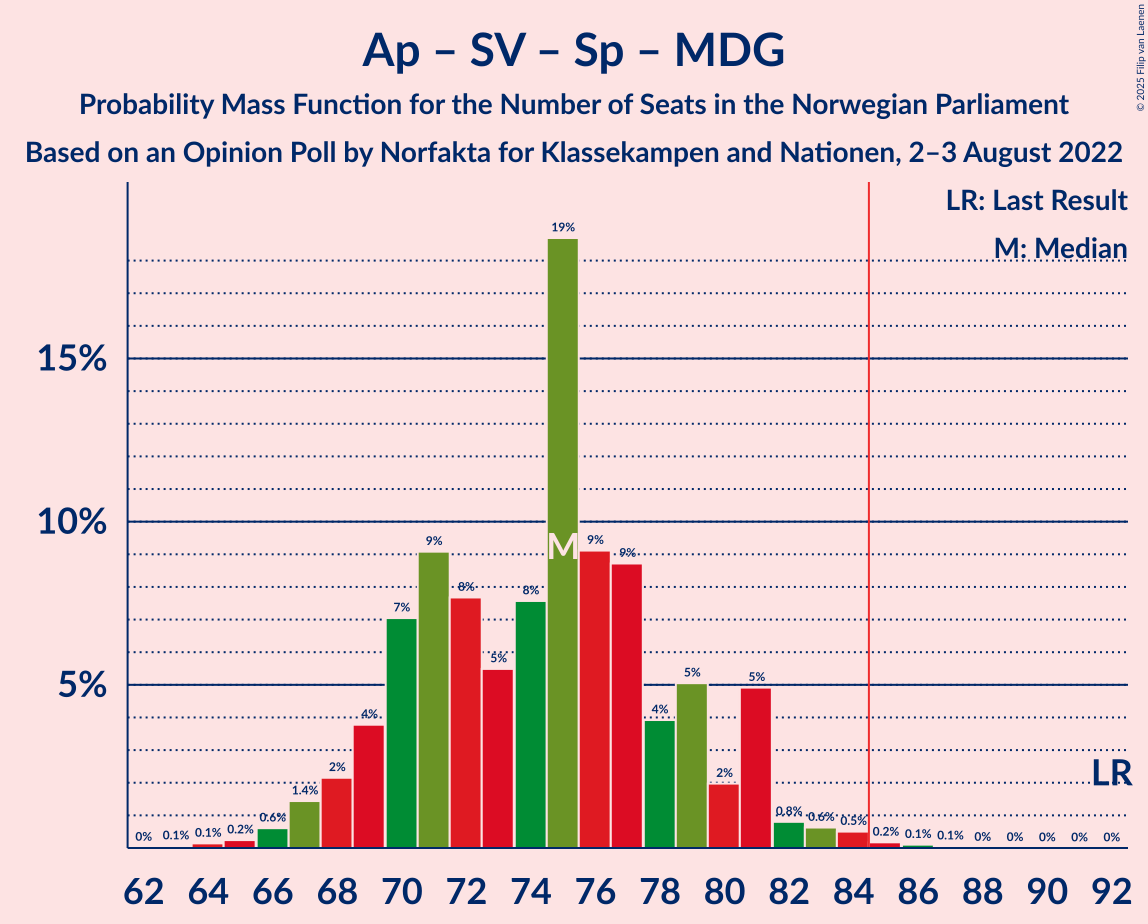 Ap – SV – Sp – MDG
Probability Mass Function for the Number of Seats in the Norwegian Parliament
Based on an Opinion Poll by Norfakta for Klassekampen and Nationen, 2–3 August 2022
© 2025 Filip van Laenen
LR: Last Result
M: Median
15%
10%
5%
0% 0.1% 0.1% 0.2% 0.6% 1.4% 2% 4% 7% 9% 8% 5% 8% 19% 9% 9% 4% 5% 2% 5% 0.8% 0.6% 0.5% 0.2% 0.1% 0.1% 0% 0% 0% 0% 0%
M
LR
62 64 66 68 70 72 74 76 78 80 82 84 86 88 90 92